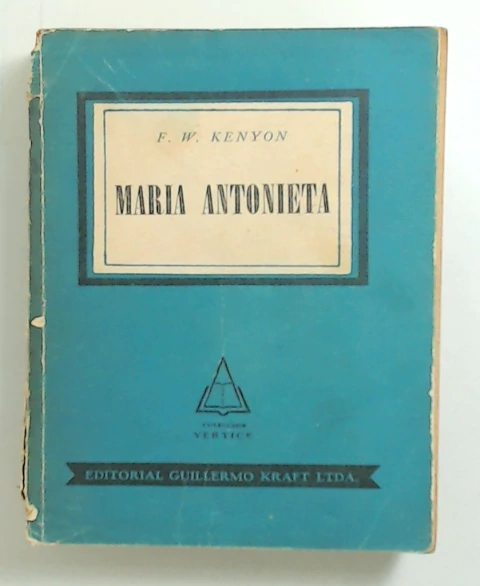 F. W. KENYON
MARIA ANTONIETA
COLECCION
VERTICE
EDITORIAL GUILLERMO KRAFT LTDA.